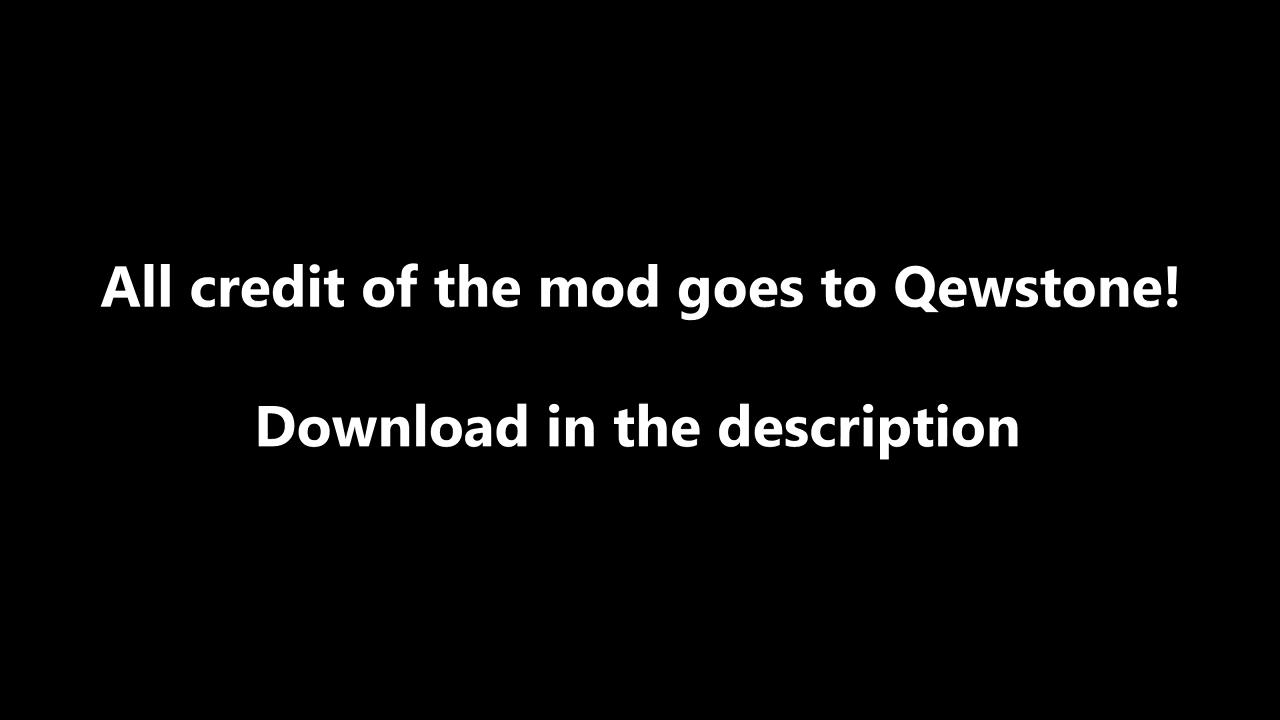 All credit of the mod goes to Qewstone!
Download in the description